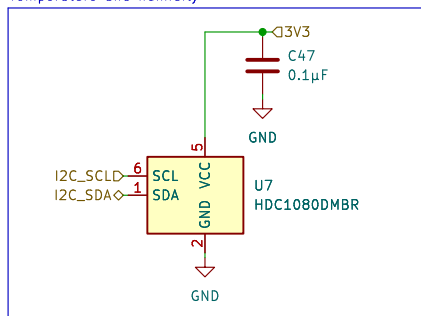 3V3
C47
0.1µF
GND
5
I2C_SCL 6 SCL VCC
I2C_SDA 1 SDA
U7
HDC1080DMBR
GND
2
GND